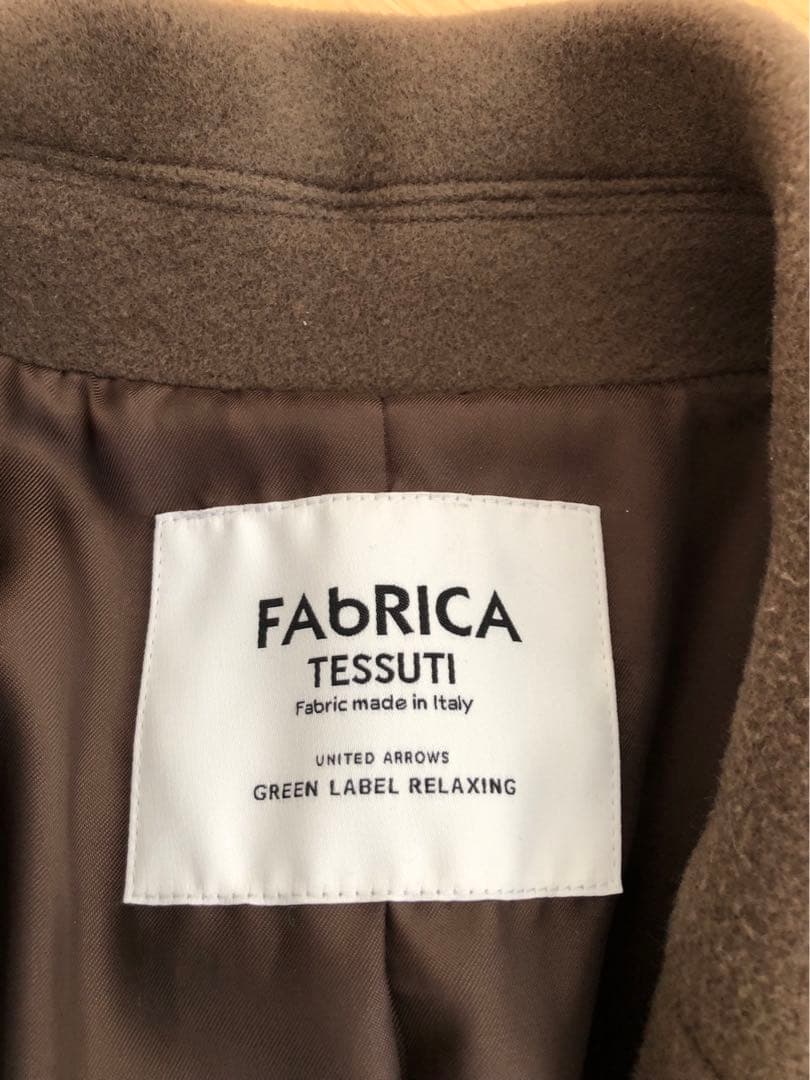 FAbRICA
TESSUTI
Fabric made in Italy
UNITED ARROWS
GREEN LABEL RELAXING